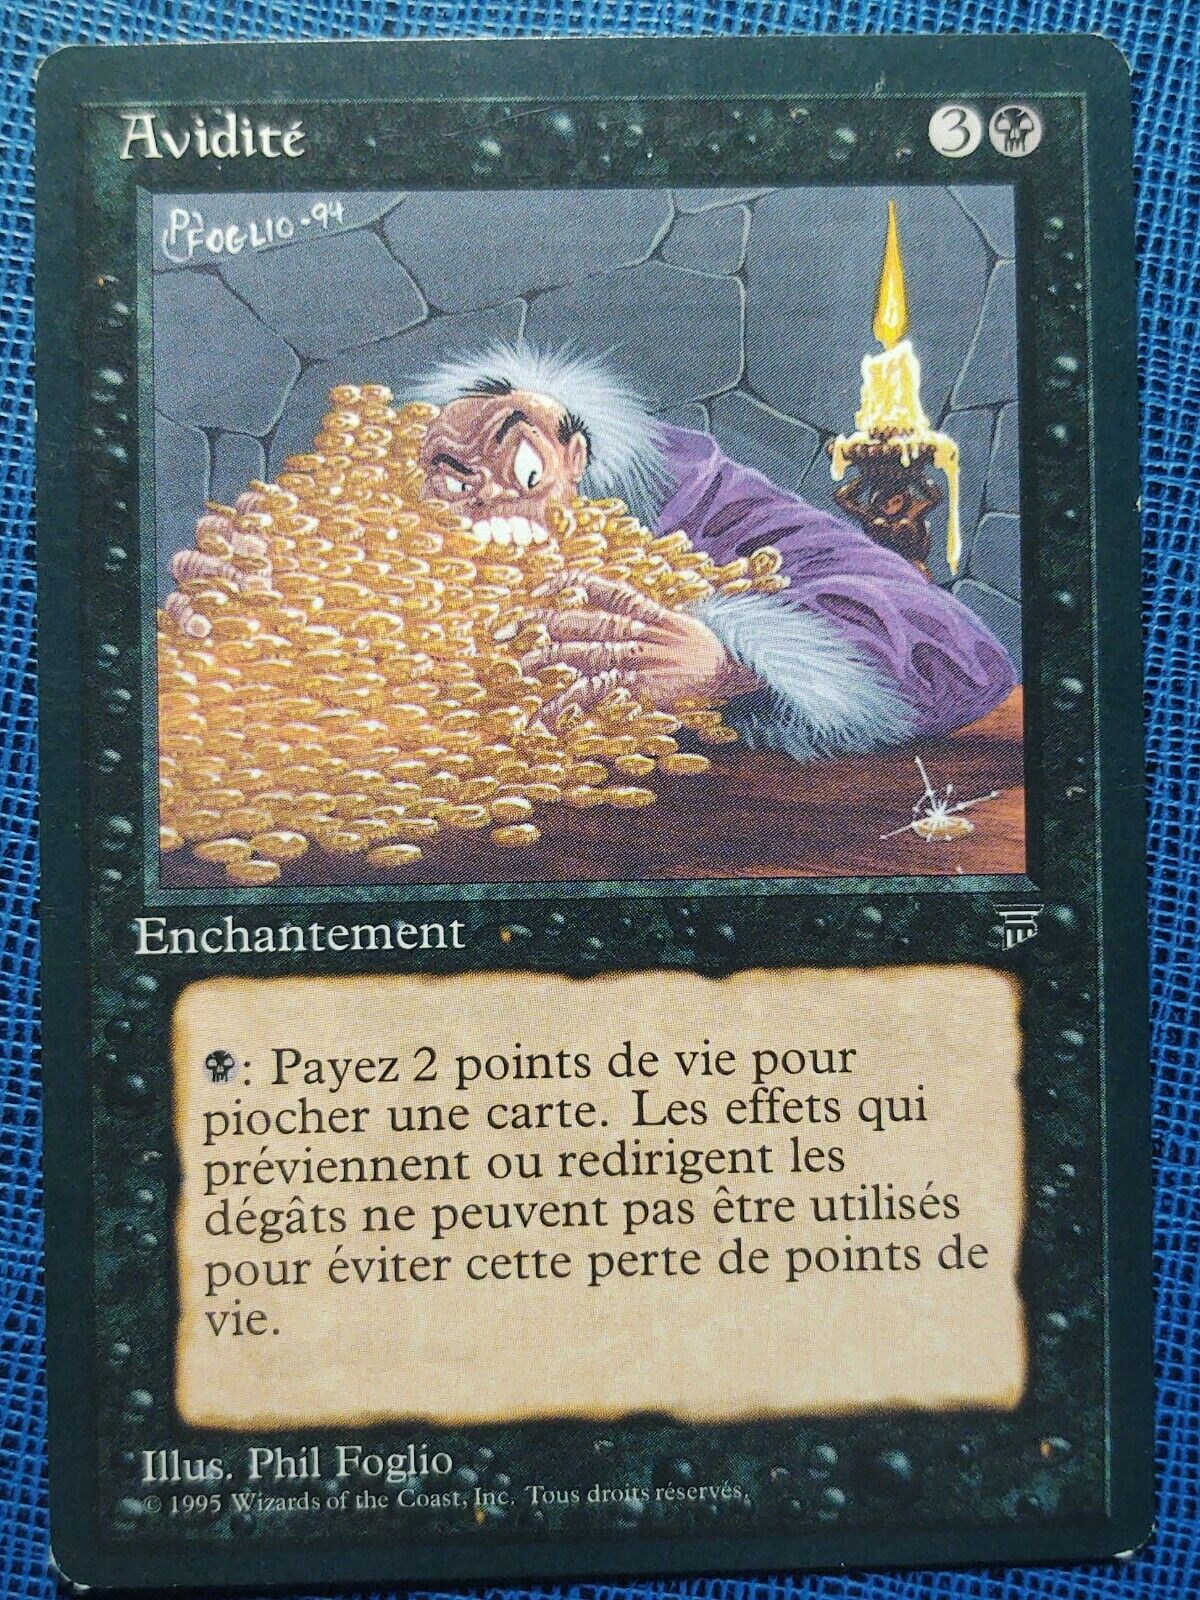 Avidité 3
P FOGLIO-94
Enchantement
: Payez 2 points de vie pour
piocher une carte. Les effets qui
préviennent ou redirigent les
dégâts ne peuvent pas être utilisés
pour éviter cette perte de points de
vie.
Illus. Phil Foglio
© 1995 Wizards of the Coast, Inc. Tous droits réservés.